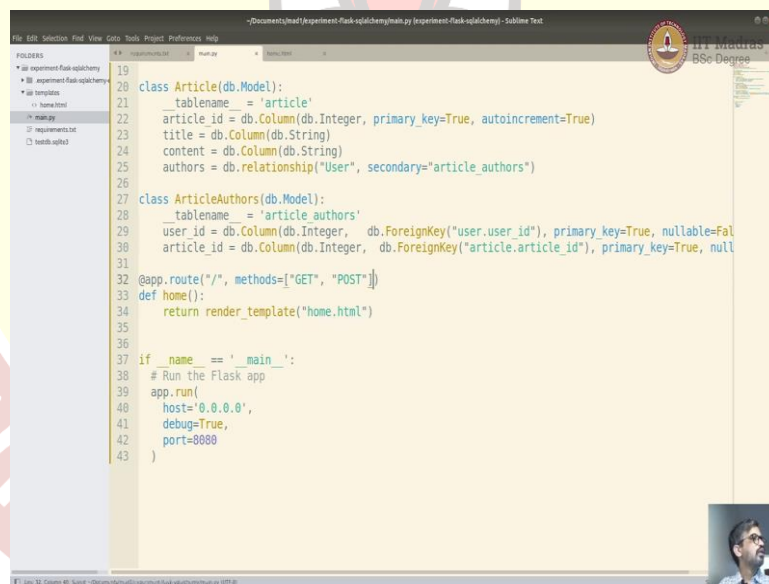 ~/Documents/mad1/experiment-flask-sqlalchemy/main.py (experiment-flask-sqlalchemy) - Sublime Text
File Edit Selection Find View Goto Tools Project Preferences Help
IIT Madras
BSc Degree
FOLDERS
experiment-flask-sqlalchemy
.experiment-flask-sqlalchemy-e
templates
home.html
main.py
requirements.txt
testdb.sqlite3
requirements.txt main.py home.html
19
20 class Article(db.Model):
21 __tablename__ = 'article'
22 article_id = db.Column(db.Integer, primary_key=True, autoincrement=True)
23 title = db.Column(db.String)
24 content = db.Column(db.String)
25 authors = db.relationship("User", secondary="article_authors")
26
27 class ArticleAuthors(db.Model):
28 __tablename__ = 'article_authors'
29 user_id = db.Column(db.Integer, db.ForeignKey("user.user_id"), primary_key=True, nullable=Fal
30 article_id = db.Column(db.Integer, db.ForeignKey("article.article_id"), primary_key=True, null
31
32 @app.route("/", methods=["GET", "POST"])
33 def home():
34 return render_template("home.html")
35
36
37 if __name__ == '__main__':
38 # Run the Flask app
39 app.run(
40 host='0.0.0.0',
41 debug=True,
42 port=8080
43 )